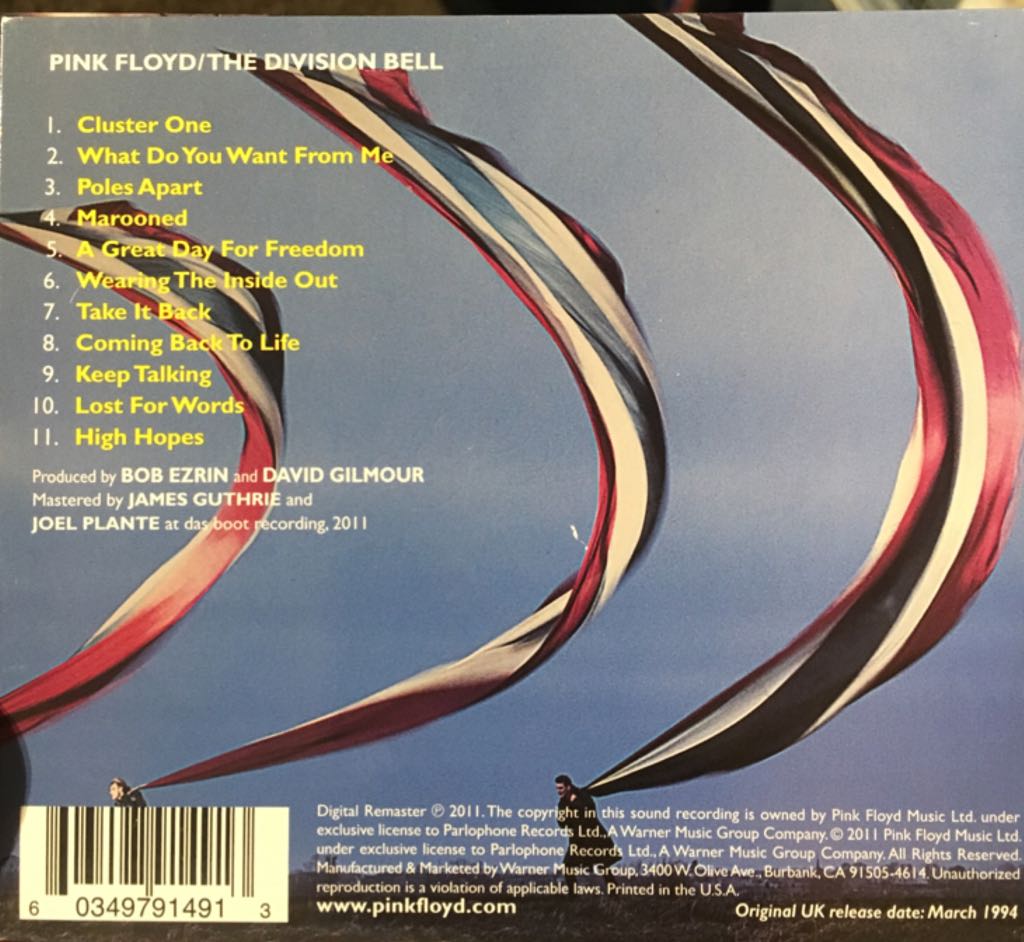 PINK FLOYD/THE DIVISION BELL
1. Cluster One
2. What Do You Want From Me
3. Poles Apart
4. Marooned
5. A Great Day For Freedom
6. Wearing The Inside Out
7. Take It Back
8. Coming Back To Life
9. Keep Talking
10. Lost For Words
11. High Hopes
Produced by BOB EZRIN and DAVID GILMOUR
Mastered by JAMES GUTHRIE and
JOEL PLANTE at das boot recording, 2011
Digital Remaster ℗ 2011. The copyright in this sound recording is owned by Pink Floyd Music Ltd. under
exclusive license to Parlophone Records Ltd., A Warner Music Group Company. © 2011 Pink Floyd Music Ltd.
under exclusive license to Parlophone Records Ltd., A Warner Music Group Company. All Rights Reserved.
Manufactured & Marketed by Warner Music Group, 3400 W. Olive Ave., Burbank, CA 91505-4614. Unauthorized
reproduction is a violation of applicable laws. Printed in the U.S.A.
www.pinkfloyd.com
Original UK release date: March 1994
6 0349791491 3